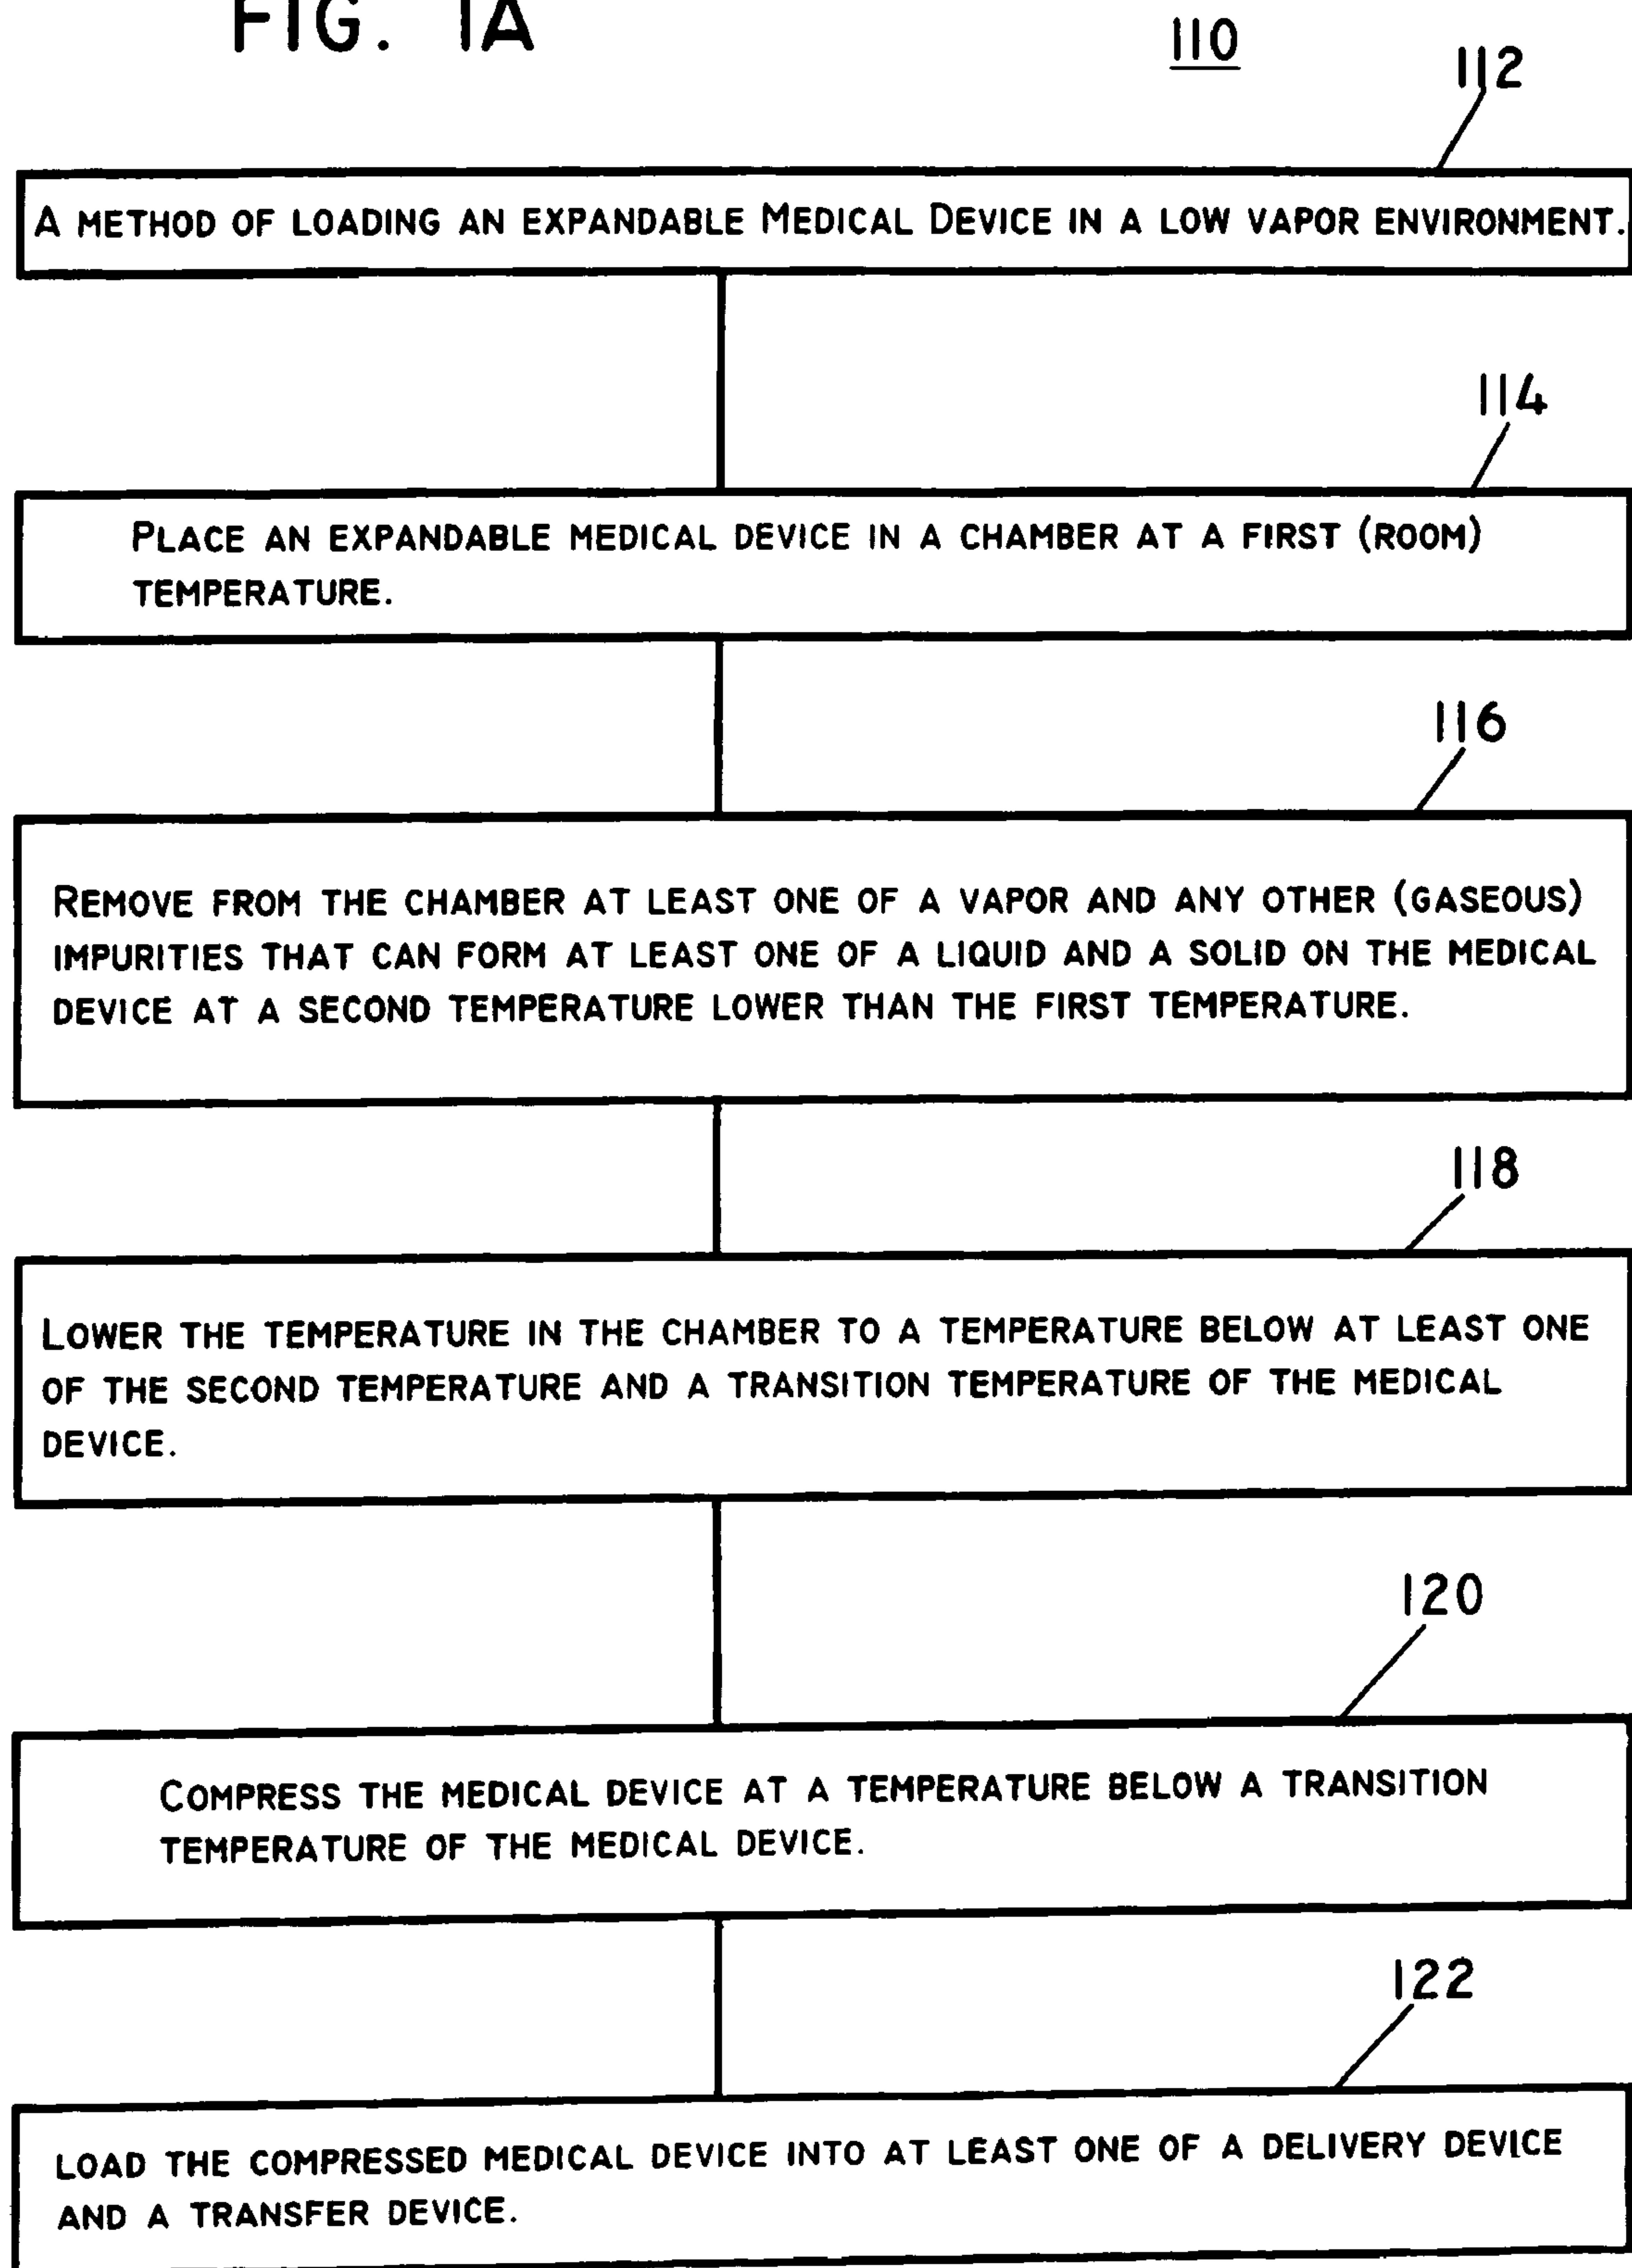 FIG. 1A
110
112
A METHOD OF LOADING AN EXPANDABLE MEDICAL DEVICE IN A LOW VAPOR ENVIRONMENT.
114
PLACE AN EXPANDABLE MEDICAL DEVICE IN A CHAMBER AT A FIRST (ROOM)
TEMPERATURE.
116
REMOVE FROM THE CHAMBER AT LEAST ONE OF A VAPOR AND ANY OTHER (GASEOUS)
IMPURITIES THAT CAN FORM AT LEAST ONE OF A LIQUID AND A SOLID ON THE MEDICAL
DEVICE AT A SECOND TEMPERATURE LOWER THAN THE FIRST TEMPERATURE.
118
LOWER THE TEMPERATURE IN THE CHAMBER TO A TEMPERATURE BELOW AT LEAST ONE
OF THE SECOND TEMPERATURE AND A TRANSITION TEMPERATURE OF THE MEDICAL
DEVICE.
120
COMPRESS THE MEDICAL DEVICE AT A TEMPERATURE BELOW A TRANSITION
TEMPERATURE OF THE MEDICAL DEVICE.
122
LOAD THE COMPRESSED MEDICAL DEVICE INTO AT LEAST ONE OF A DELIVERY DEVICE
AND A TRANSFER DEVICE.